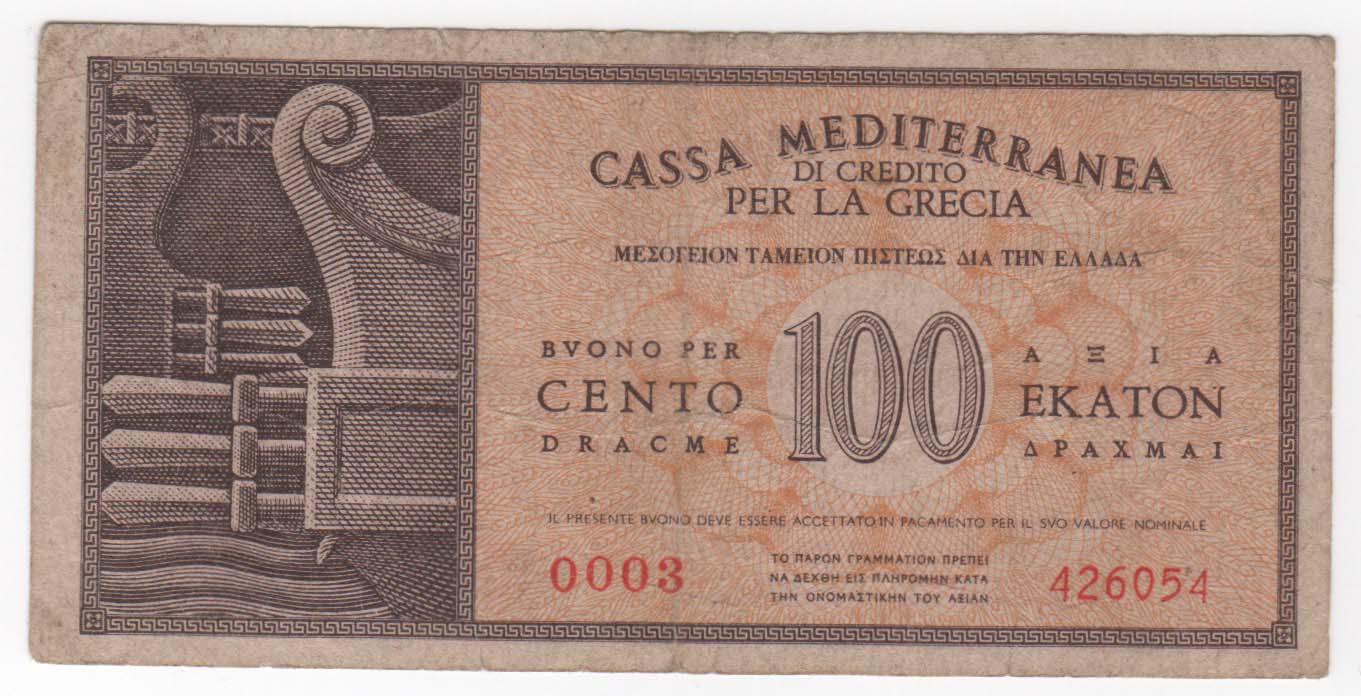 CASSA MEDITERRANEA
DI CREDITO
PER LA GRECIA
ΜΕΣΟΓΕΙΟΝ ΤΑΜΕΙΟΝ ΠΙΣΤΕΩΣ ΔΙΑ ΤΗΝ ΕΛΛΑΔΑ
BVONO PER
CENTO
DRACME
100
ΑΞΙΑ
ΕΚΑΤΟΝ
ΔΡΑΧΜΑΙ
IL PRESENTE BVONO DEVE ESSERE ACCETTATO IN PAGAMENTO PER IL SVO VALORE NOMINALE
0003
ΤΟ ΠΑΡΟΝ ΓΡΑΜΜΑΤΙΟΝ ΠΡΕΠΕΙ
ΝΑ ΔΕΧΘΗ ΕΙΣ ΠΛΗΡΟΜΗΝ ΚΑΤΑ
ΤΗΝ ΟΝΟΜΑΣΤΙΚΗΝ ΤΟΥ ΑΞΙΑΝ
426054